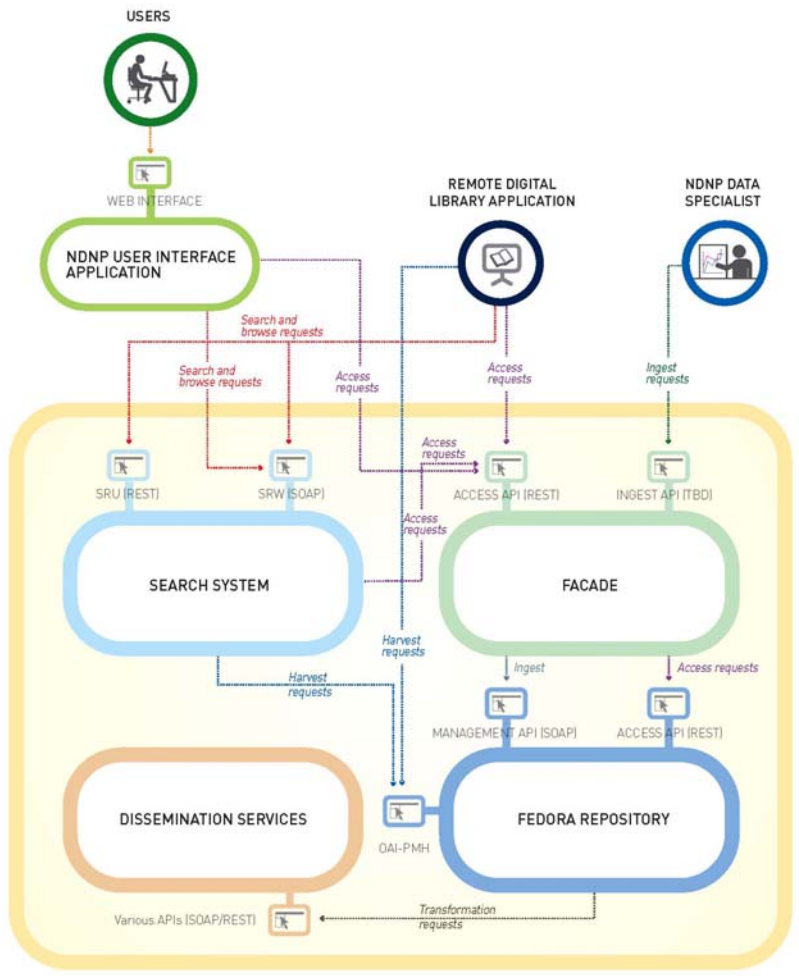 USERS
WEB INTERFACE
REMOTE DIGITAL
LIBRARY APPLICATION
NDNP DATA
SPECIALIST
NDNP USER INTERFACE
APPLICATION
Search and
browse requests
Search and
browse requests
Access
requests
Access
requests
Ingest
requests
Access
requests
SRU (REST)
SRW (SOAP)
ACCESS API (REST)
INGEST API (TBD)
Access
requests
SEARCH SYSTEM
FACADE
Harvest
requests
Ingest
Access requests
Harvest
requests
MANAGEMENT API (SOAP)
ACCESS API (REST)
DISSEMINATION SERVICES
FEDORA REPOSITORY
OAI-PMH
Various APIs (SOAP/REST)
Transformation
requests